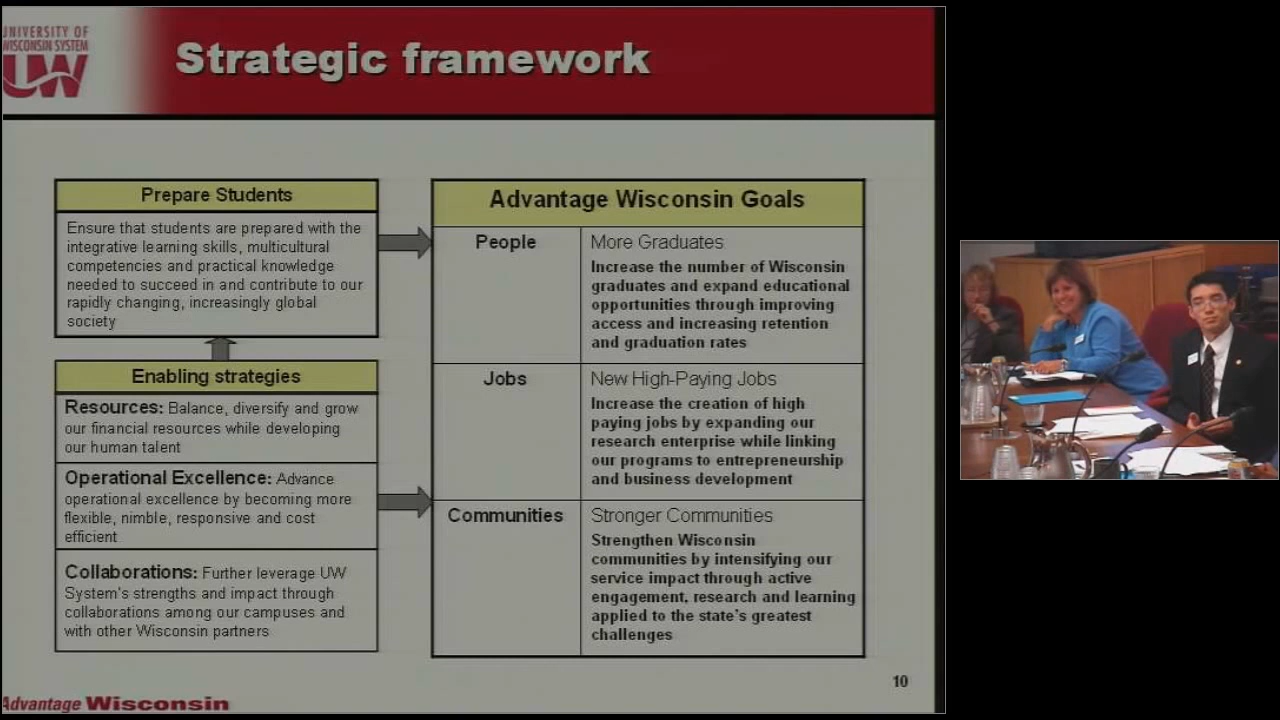 UNIVERSITY OF
WISCONSIN SYSTEM
UW
Strategic framework
Prepare Students
Ensure that students are prepared with the
integrative learning skills, multicultural
competencies and practical knowledge
needed to succeed in and contribute to our
rapidly changing, increasingly global
society
Enabling strategies
Resources: Balance, diversify and grow
our financial resources while developing
our human talent
Operational Excellence: Advance
operational excellence by becoming more
flexible, nimble, responsive and cost
efficient
Collaborations: Further leverage UW
System's strengths and impact through
collaborations among our campuses and
with other Wisconsin partners
Advantage Wisconsin Goals
People
More Graduates
Increase the number of Wisconsin
graduates and expand educational
opportunities through improving
access and increasing retention
and graduation rates
Jobs
New High-Paying Jobs
Increase the creation of high
paying jobs by expanding our
research enterprise while linking
our programs to entrepreneurship
and business development
Communities
Stronger Communities
Strengthen Wisconsin
communities by intensifying our
service impact through active
engagement, research and learning
applied to the state's greatest
challenges
10
Advantage Wisconsin